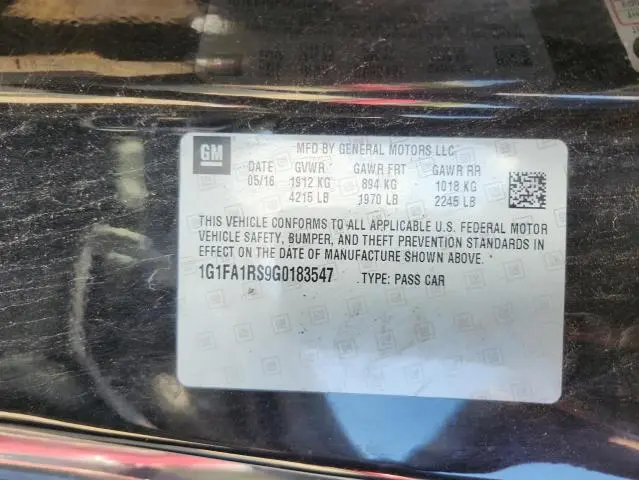 GM
MFD BY GENERAL MOTORS LLC
DATE GVWR GAWR FRT GAWR RR
05/16 1912 KG 894 KG 1018 KG
4215 LB 1970 LB 2245 LB
THIS VEHICLE CONFORMS TO ALL APPLICABLE U.S. FEDERAL MOTOR
VEHICLE SAFETY, BUMPER, AND THEFT PREVENTION STANDARDS IN
EFFECT ON THE DATE OF MANUFACTURE SHOWN ABOVE.
1G1FA1RS9G0183547 TYPE: PASS CAR